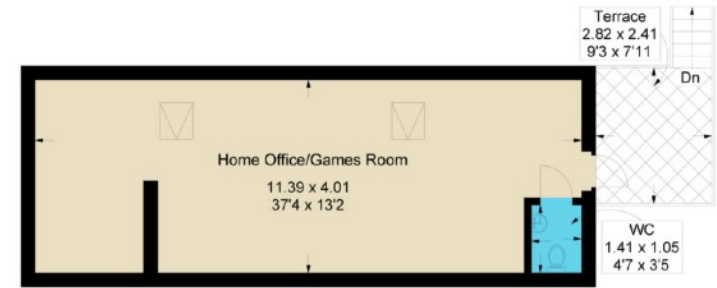 Terrace
2.82 x 2.41
9'3 x 7'11
Dn
Home Office/Games Room
11.39 x 4.01
37'4 x 13'2
WC
1.41 x 1.05
4'7 x 3'5